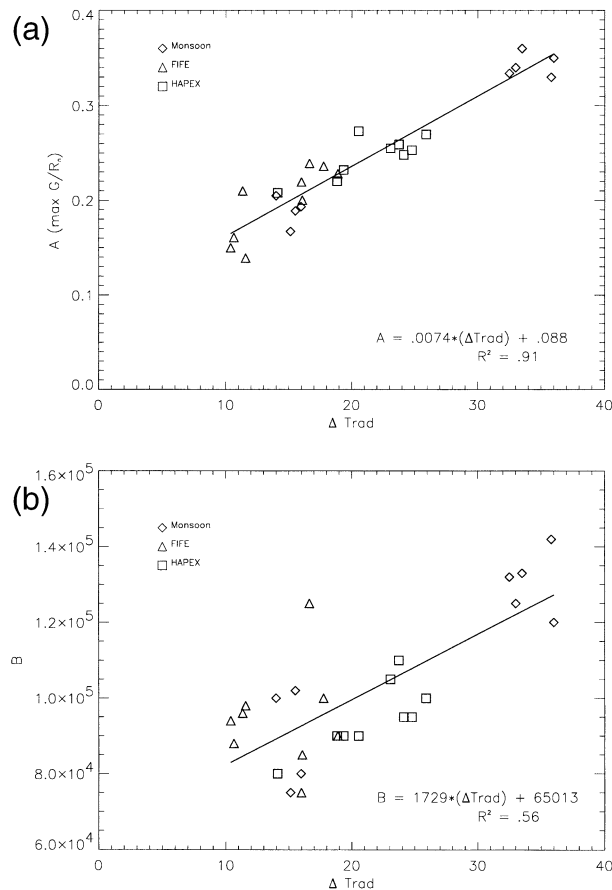 (a)
0.4
0.3
0.2
0.1
0.0
A (max G/Rₙ)
Monsoon
FIFE
HAPEX
A = .0074*(ΔTrad) + .088
R² = .91
0 10 20 30 40
Δ Trad
(b)
1.6×10⁵
1.4×10⁵
1.2×10⁵
1.0×10⁵
8.0×10⁴
6.0×10⁴
B
Monsoon
FIFE
HAPEX
B = 1729*(ΔTrad) + 65013
R² = .56
0 10 20 30 40
Δ Trad